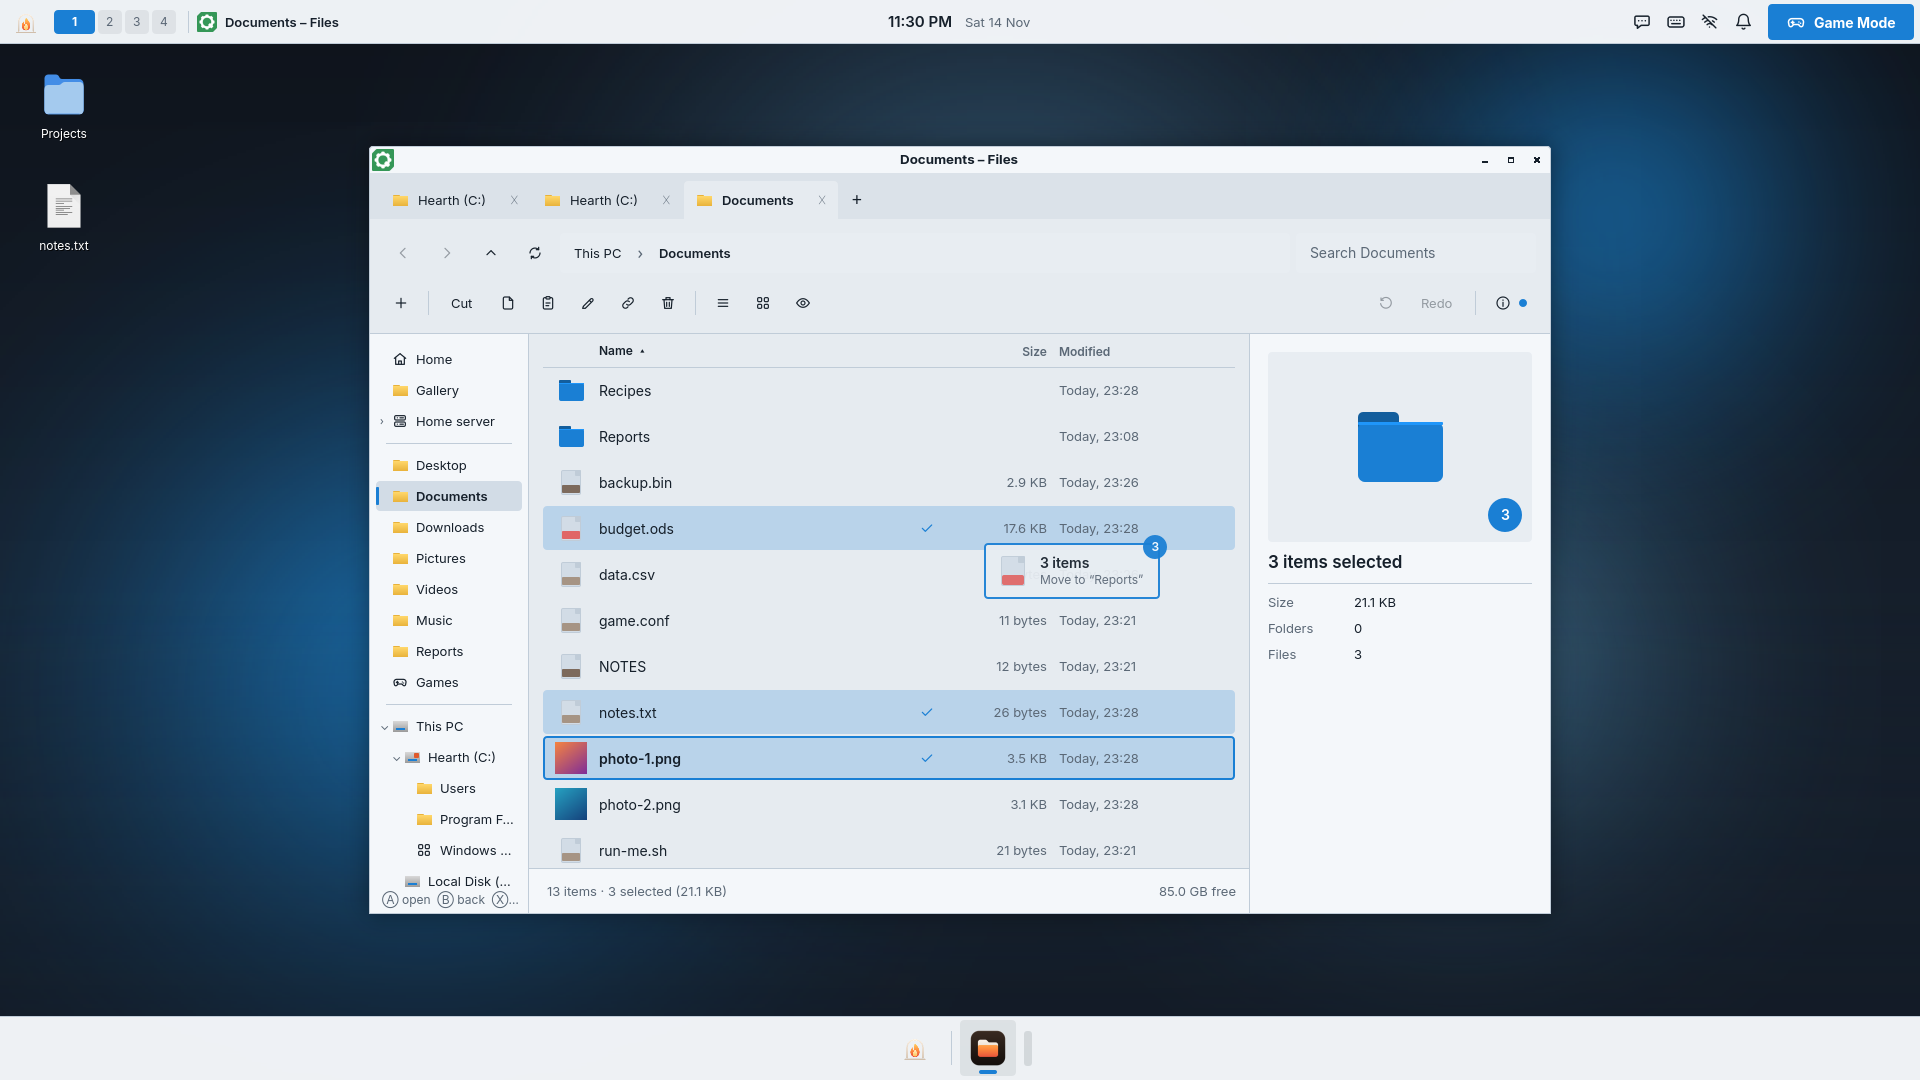 1 2 3 4 Documents – Files
11:30 PM Sat 14 Nov
Game Mode
Projects
notes.txt
Documents – Files
Hearth (C:) X Hearth (C:) X Documents X +
This PC › Documents
Search Documents
Cut
Redo
Home
Gallery
Home server
Desktop
Documents
Downloads
Pictures
Videos
Music
Reports
Games
This PC
Hearth (C:)
Users
Program F...
Windows ...
Local Disk (...
A open B back X...
Name Size Modified
Recipes Today, 23:28
Reports Today, 23:08
backup.bin 2.9 KB Today, 23:26
budget.ods 17.6 KB Today, 23:28
data.csv
3
3 items
Move to “Reports”
game.conf 11 bytes Today, 23:21
NOTES 12 bytes Today, 23:21
notes.txt 26 bytes Today, 23:28
photo-1.png 3.5 KB Today, 23:28
photo-2.png 3.1 KB Today, 23:28
run-me.sh 21 bytes Today, 23:21
13 items · 3 selected (21.1 KB)
85.0 GB free
3
3 items selected
Size 21.1 KB
Folders 0
Files 3